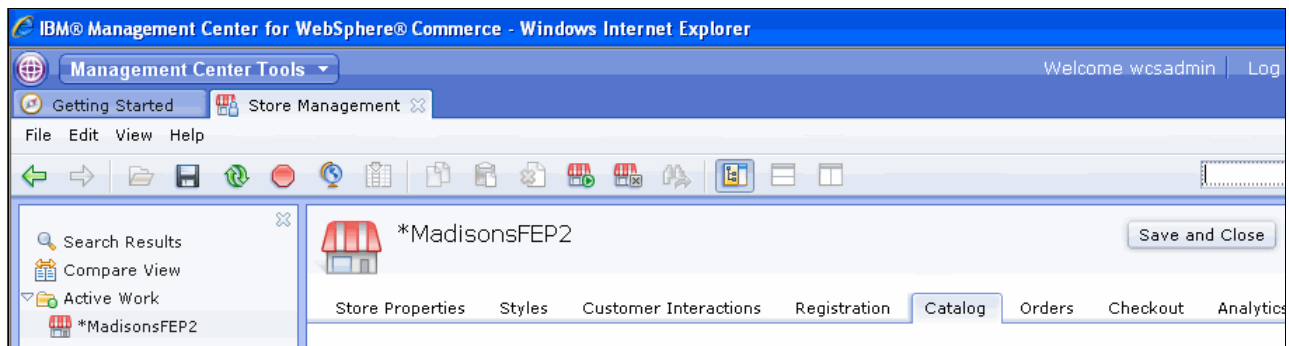 IBM® Management Center for WebSphere® Commerce - Windows Internet Explorer
Management Center Tools Welcome wcsadmin Log
Getting Started Store Management
File Edit View Help
*MadisonsFEP2 Save and Close
Search Results
Compare View
Active Work
*MadisonsFEP2
Store Properties Styles Customer Interactions Registration Catalog Orders Checkout Analytics